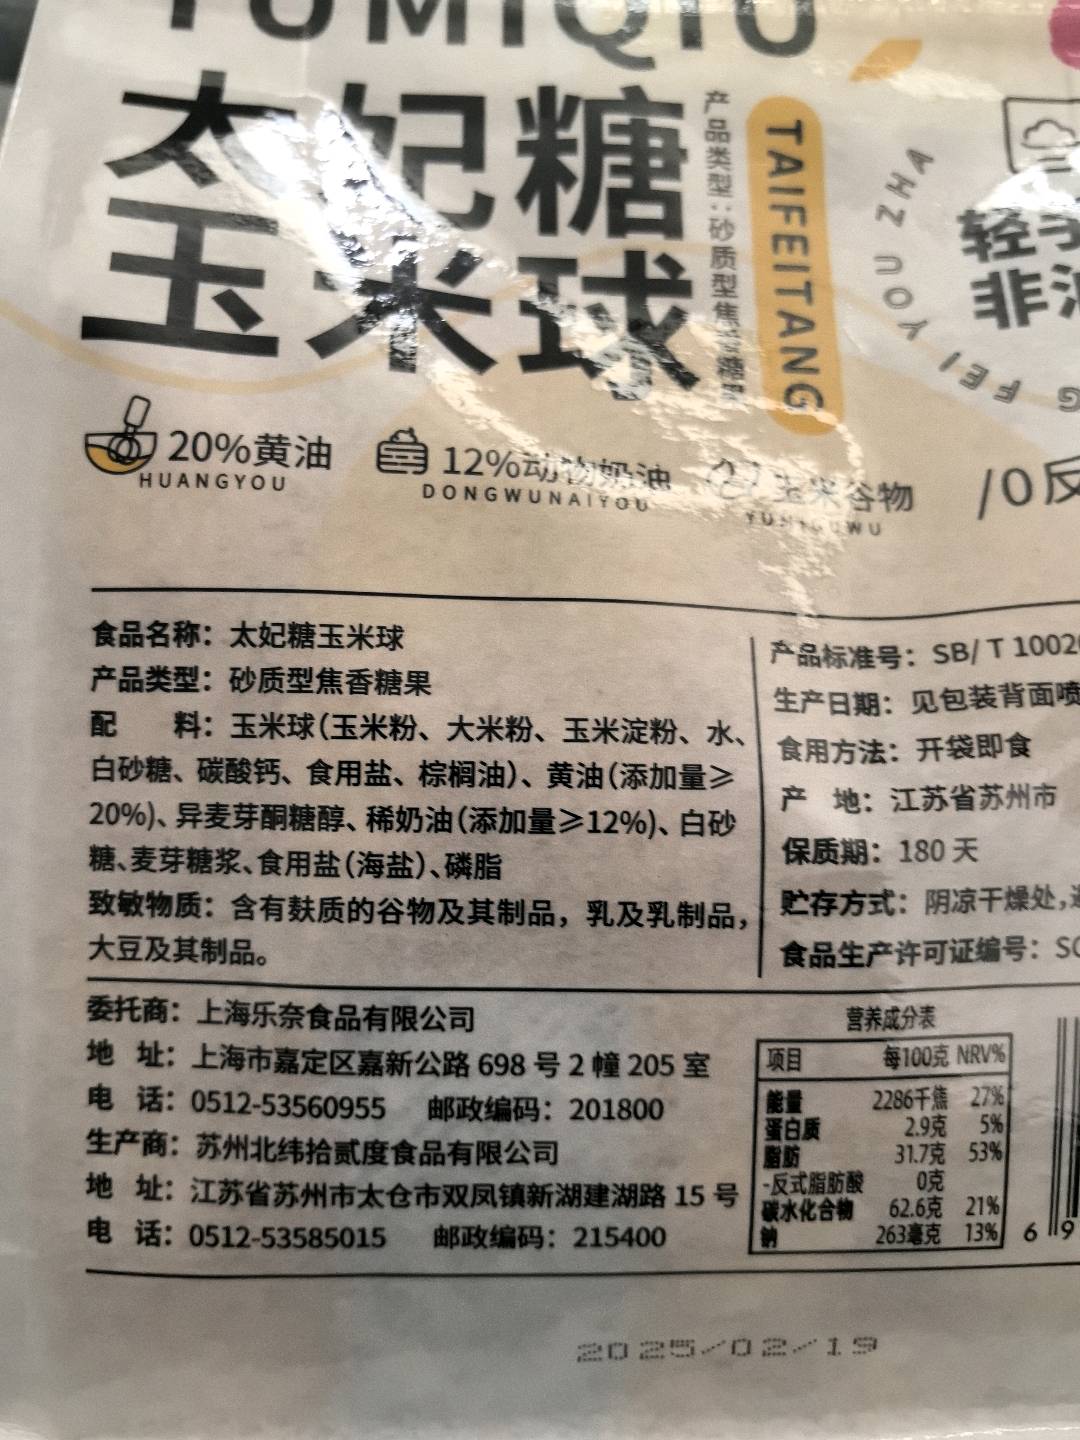 YUMIQIU
太妃糖
玉米球
产品类型：砂质型焦香糖果
TAIFEITANG
轻
非油
FEI YOU ZHA
20%黄油
HUANGYOU
12%动物奶油
DONGWUNAIYOU
玉米谷物
YUMIGUWU
/0反
食品名称：太妃糖玉米球
产品类型：砂质型焦香糖果
配 料：玉米球(玉米粉、大米粉、玉米淀粉、水、
白砂糖、碳酸钙、食用盐、棕榈油)、黄油(添加量≥
20%)、异麦芽酮糖醇、稀奶油(添加量≥12%)、白砂
糖、麦芽糖浆、食用盐(海盐)、磷脂
致敏物质：含有麸质的谷物及其制品，乳及乳制品，
大豆及其制品。
产品标准号：SB/T 1002
生产日期：见包装背面喷
食用方法：开袋即食
产 地：江苏省苏州市
保质期：180天
贮存方式：阴凉干燥处,
食品生产许可证编号：SC
委托商：上海乐奈食品有限公司
地 址：上海市嘉定区嘉新公路698号2幢205室
电 话：0512-53560955 邮政编码：201800
生产商：苏州北纬拾贰度食品有限公司
地 址：江苏省苏州市太仓市双凤镇新湖建湖路15号
电 话：0512-53585015 邮政编码：215400
营养成分表
项目 每100克 NRV%
能量 2286千焦 27%
蛋白质 2.9克 5%
脂肪 31.7克 53%
-反式脂肪酸 0克
碳水化合物 62.6克 21%
钠 263毫克 13%
6 9
2025/02/19